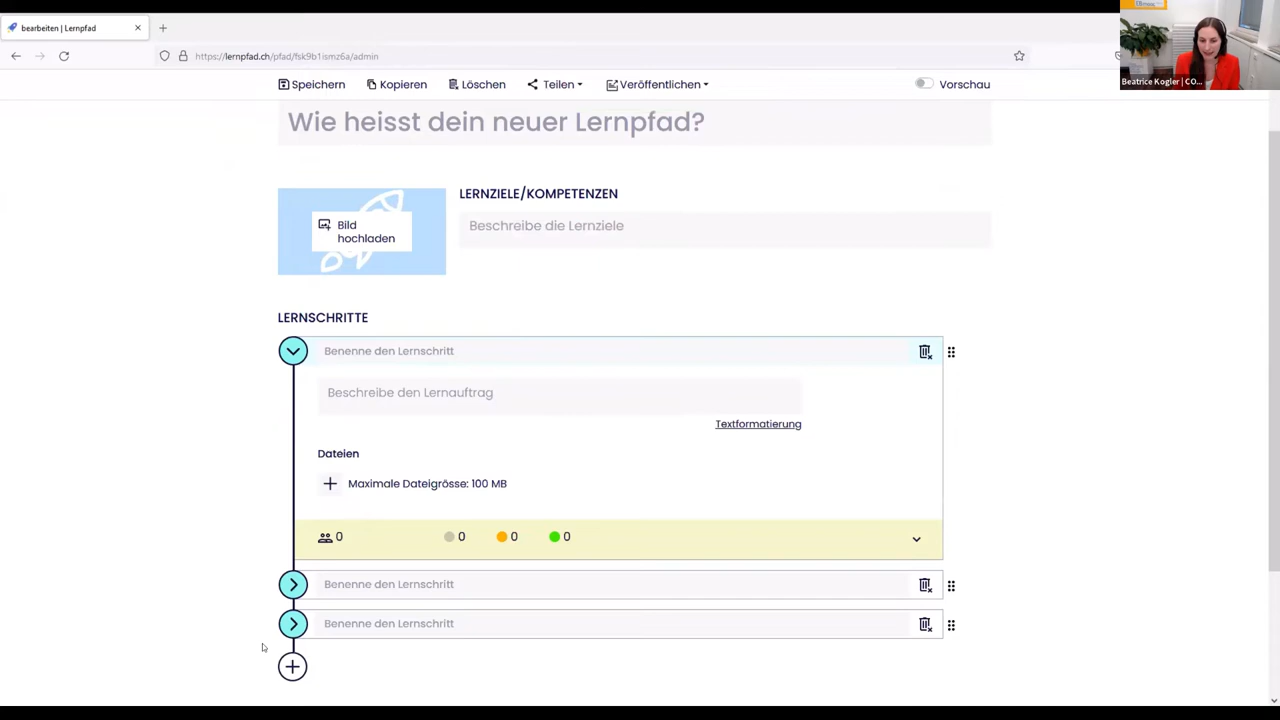 bearbeiten | Lernpfad
https://lernpfad.ch/pfad/fsk9b1ismz6a/admin
Beatrice Kogler | CO...
Speichern
Kopieren
Löschen
Teilen
Veröffentlichen
Vorschau
Wie heisst dein neuer Lernpfad?
Bild
hochladen
LERNZIELE/KOMPETENZEN
Beschreibe die Lernziele
LERNSCHRITTE
Benenne den Lernschritt
Beschreibe den Lernauftrag
Textformatierung
Dateien
Maximale Dateigrösse: 100 MB
0 0 0 0
Benenne den Lernschritt
Benenne den Lernschritt